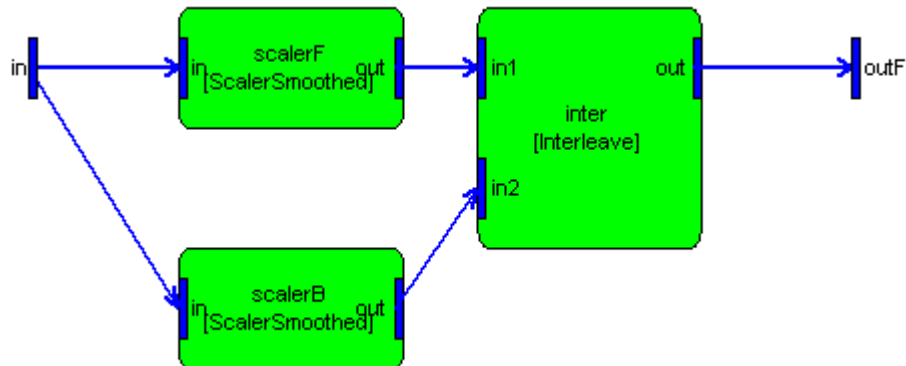 in
in scalerF out
[ScalerSmoothed]
in1 out
outF
inter
[Interleave]
in2
in scalerB out
[ScalerSmoothed]